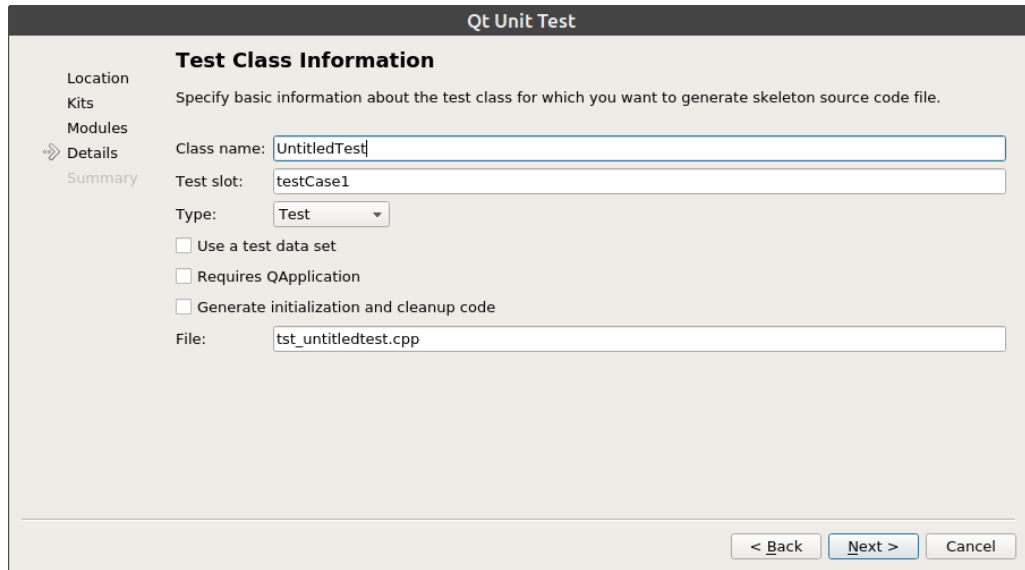 Qt Unit Test
Location
Kits
Modules
Details
Summary
Test Class Information
Specify basic information about the test class for which you want to generate skeleton source code file.
Class name: UntitledTest
Test slot: testCase1
Type: Test
Use a test data set
Requires QApplication
Generate initialization and cleanup code
File: tst_untitledtest.cpp
< Back Next > Cancel